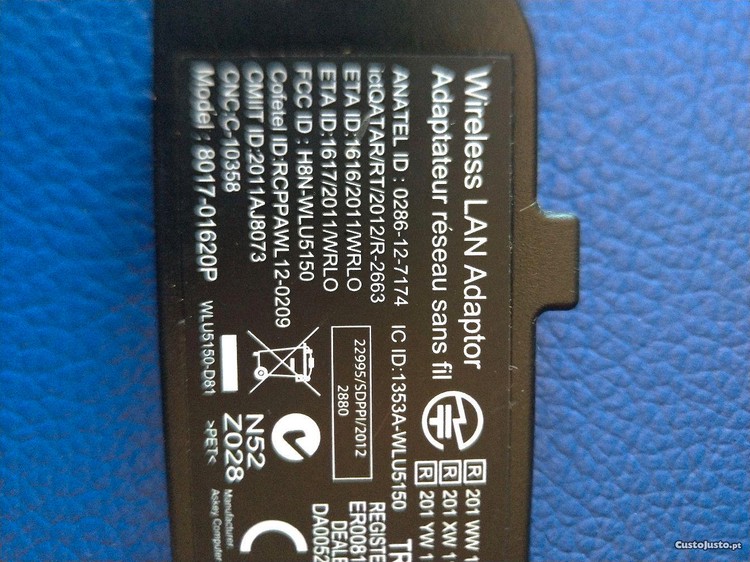 Wireless LAN Adaptor
Adaptateur réseau sans fil
ANATEL ID : 0286-12-7174 IC ID:1353A-WLU5150
ictQATAR/RT/2012/R-2663
ETA ID:1616/2011/WRLO
ETA ID:1617/2011/WRLO
FCC ID : H8N-WLU5150
Cofetel ID:RCPPAWL12-0209
CMIIT ID:2011AJ8073
CNC:C-10358
Model : 8017-01620P
WLU5150-D81
22995/SDPPI/2012
2880
R 201 WW 1
R 201 XW 1
R 201 YW 1
TR
REGISTE
ER0081
DEALE
DA0052
N52
Z028
>PET<
Manufacturer:
Askey Computer
CustoJusto.pt